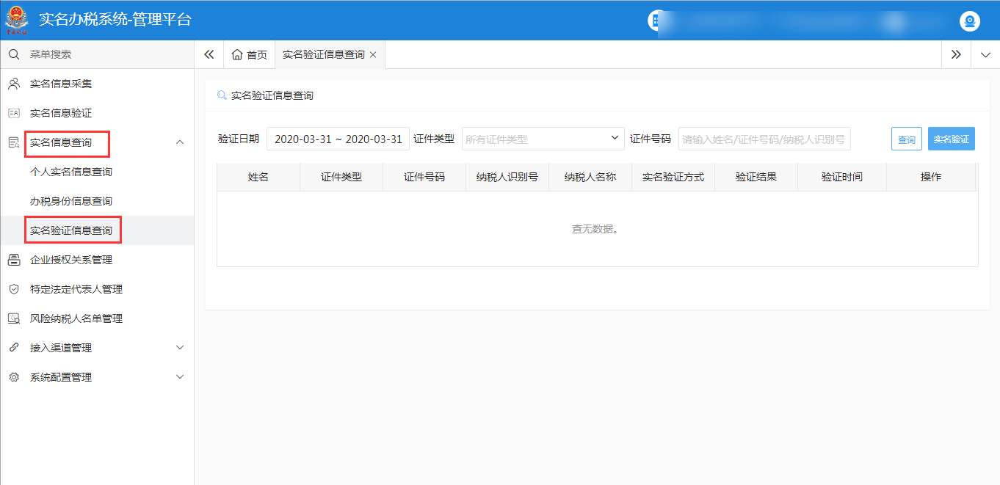 实名办税系统-管理平台
菜单搜索
首页
实名验证信息查询
实名信息采集
实名信息验证
实名信息查询
个人实名信息查询
办税身份信息查询
实名验证信息查询
企业授权关系管理
特定法定代表人管理
风险纳税人名单管理
接入渠道管理
系统配置管理
实名验证信息查询
验证日期 2020-03-31 ~ 2020-03-31 证件类型 所有证件类型 证件号码 请输入姓名/证件号码/纳税人识别号 查询 实名验证
姓名 证件类型 证件号码 纳税人识别号 纳税人名称 实名验证方式 验证结果 验证时间 操作
查无数据。